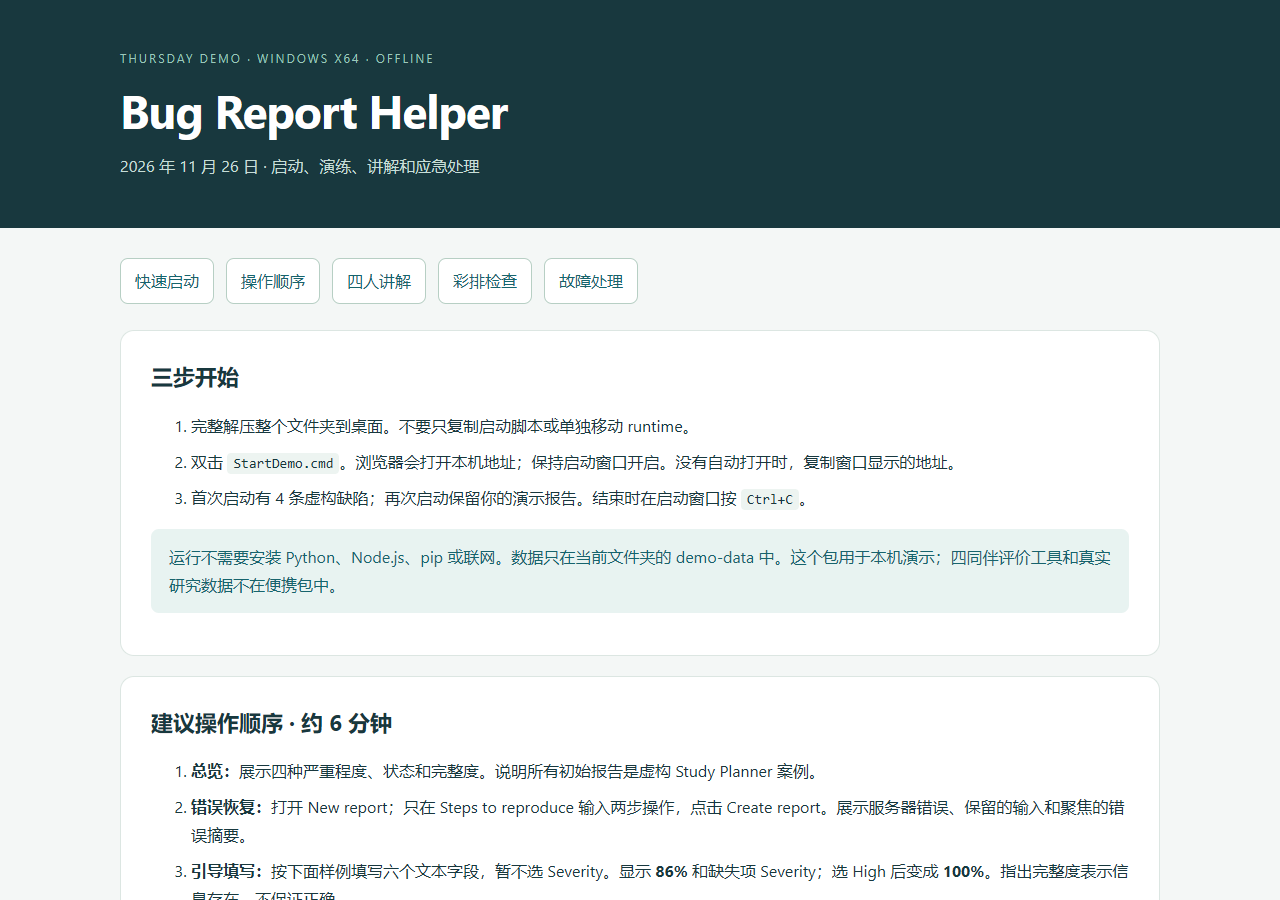 THURSDAY DEMO · WINDOWS X64 · OFFLINE
Bug Report Helper
2026 年 11 月 26 日 · 启动、演练、讲解和应急处理
快速启动
操作顺序
四人讲解
彩排检查
故障处理
三步开始
1. 完整解压整个文件夹到桌面。不要只复制启动脚本或单独移动 runtime。
2. 双击 StartDemo.cmd 。浏览器会打开本机地址；保持启动窗口开启。没有自动打开时，复制窗口显示的地址。
3. 首次启动有 4 条虚构缺陷；再次启动保留你的演示报告。结束时在启动窗口按 Ctrl+C 。
运行不需要安装 Python、Node.js、pip 或联网。数据只在当前文件夹的 demo-data 中。这个包用于本机演示；四同伴评价工具和真实
研究数据不在便携包中。
建议操作顺序 · 约 6 分钟
1. 总览：展示四种严重程度、状态和完整度。说明所有初始报告是虚构 Study Planner 案例。
2. 错误恢复：打开 New report；只在 Steps to reproduce 输入两步操作，点击 Create report。展示服务器错误、保留的输入和聚焦的错
误摘要。
3. 引导填写：按下面样例填写六个文本字段，暂不选 Severity。显示 86% 和缺失项 Severity；选 High 后变成 100%。指出完整度表示信
息存在，不保证正确